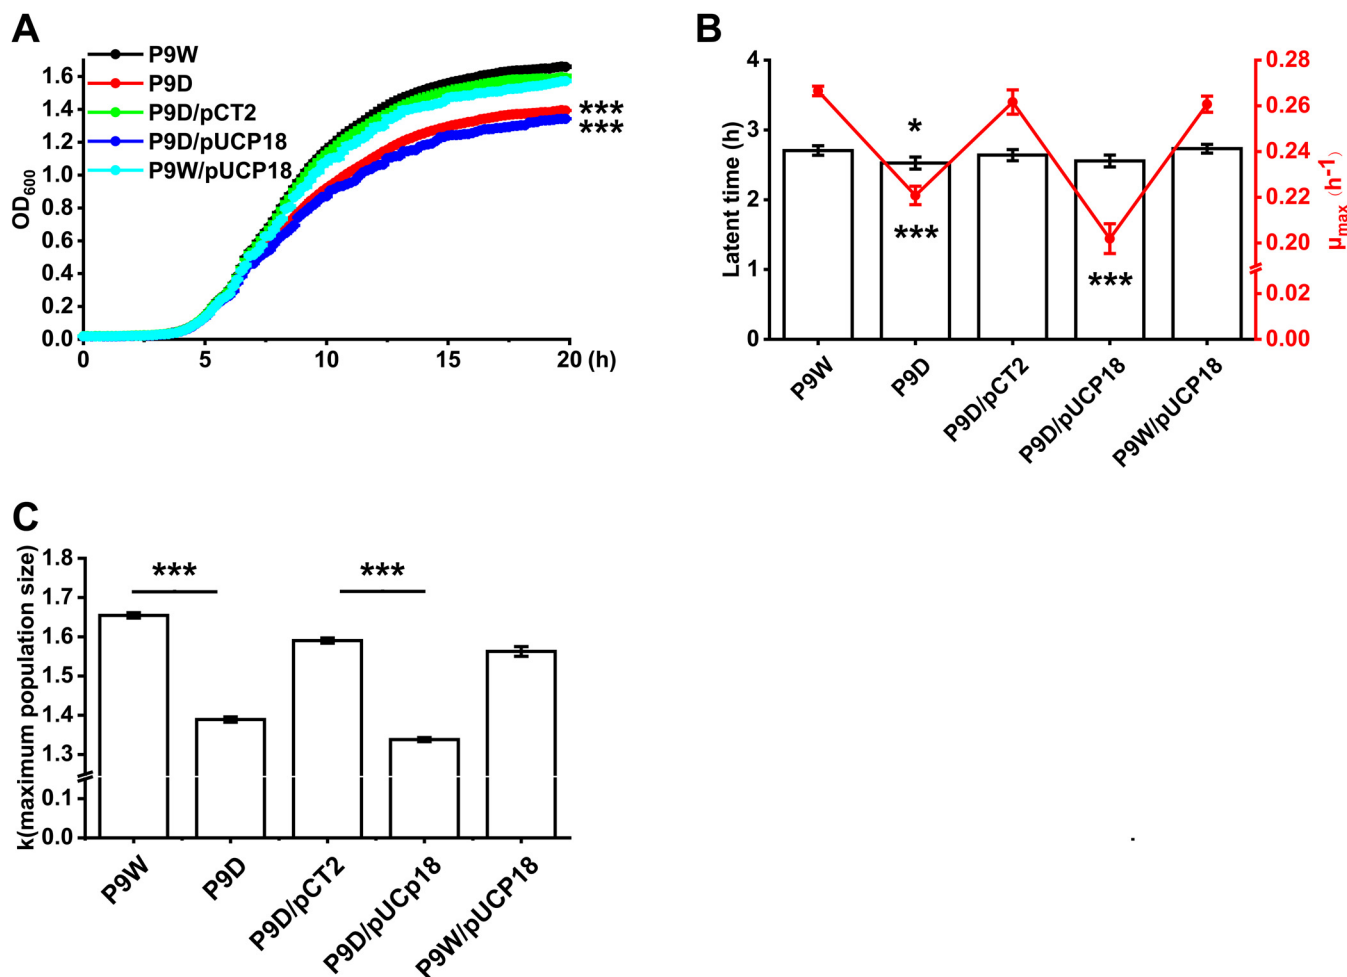 A
P9W
P9D
P9D/pCT2
P9D/pUCP18
P9W/pUCP18
OD600
1.6
1.4
1.2
1.0
0.8
0.6
0.4
0.2
0.0
0 5 10 15 20 (h)
***
***
B
Latent time (h)
4
3
2
1
0
*
***
***
0.28
0.26
0.24
0.22
0.20
0.02
0.00
μmax (h-1)
P9W
P9D
P9D/pCT2
P9D/pUCP18
P9W/pUCP18
C
k(maximum population size)
1.8
1.7
1.6
1.5
1.4
1.3
0.1
0.0
***
***
P9W
P9D
P9D/pCT2
P9D/pUCp18
P9W/pUCP18